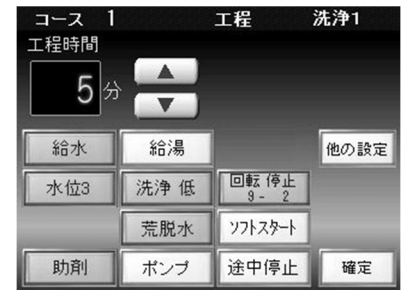 コース 1 工程 洗浄1
工程時間
5 分
給水 給湯 他の設定
水位3 洗浄 低 回転 停止
9- 2
荒脱水 ソフトスタート
助剤 ポンプ 途中停止 確定